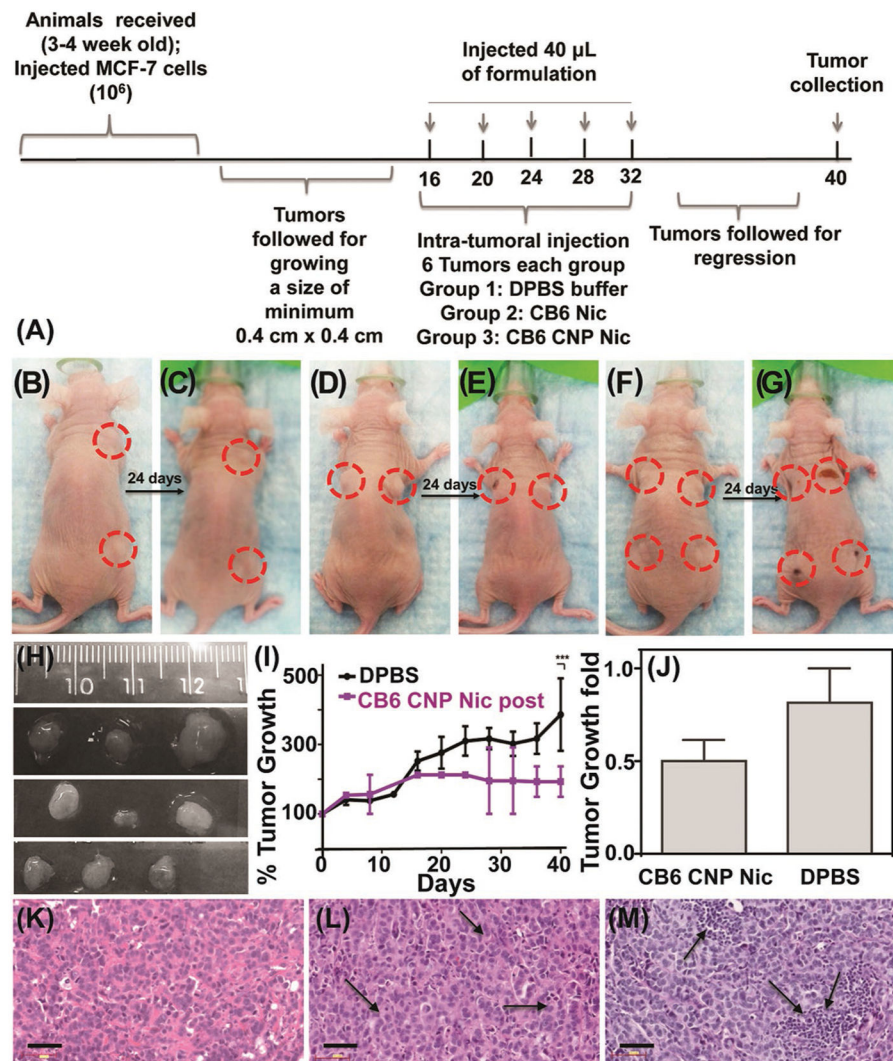 Animals received
(3-4 week old);
Injected MCF-7 cells
(10⁶)
Injected 40 µL
of formulation
Tumor
collection
16 20 24 28 32 40
Tumors
followed for
growing
a size of
minimum
0.4 cm x 0.4 cm
Intra-tumoral injection
6 Tumors each group
Group 1: DPBS buffer
Group 2: CB6 Nic
Group 3: CB6 CNP Nic
Tumors followed for
regression
(A)
(B) (C) (D) (E) (F) (G)
24 days 24 days 24 days
(H)
10 11 12 1
(I)
% Tumor Growth
500
300
100
DPBS
CB6 CNP Nic post
***
0 10 20 30 40
Days
(J)
Tumor Growth fold
1.0
0.5
0.0
CB6 CNP Nic DPBS
(K) (L) (M)